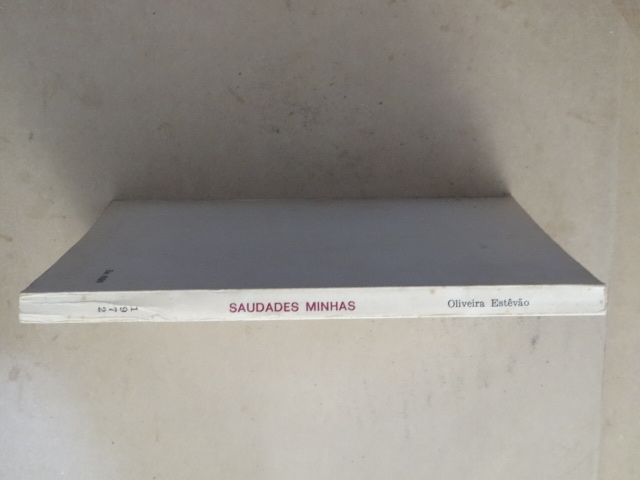 SAUDADES MINHAS
Oliveira Estêvão
1972